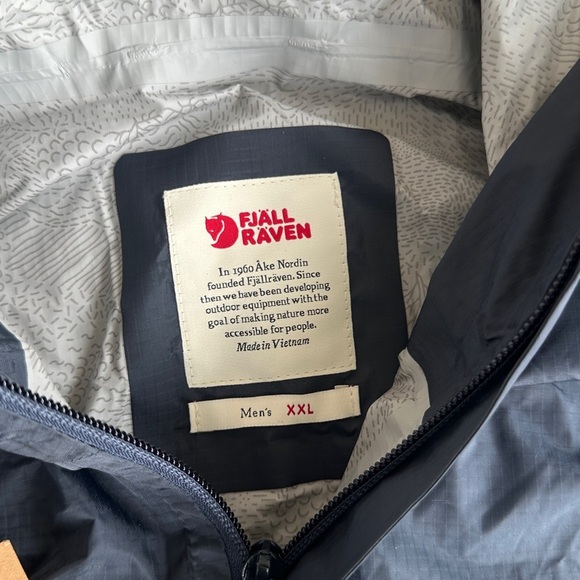 FJÄLL
RÄVEN
In 1960 Åke Nordin
founded Fjällräven. Since
then we have been developing
outdoor equipment with the
goal of making nature more
accessible for people.
Made in Vietnam
Men's XXL